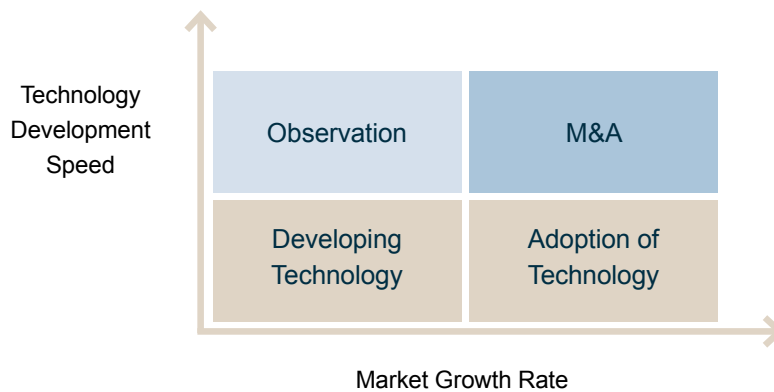 Technology
Development
Speed
Observation
M&A
Developing
Technology
Adoption of
Technology
Market Growth Rate